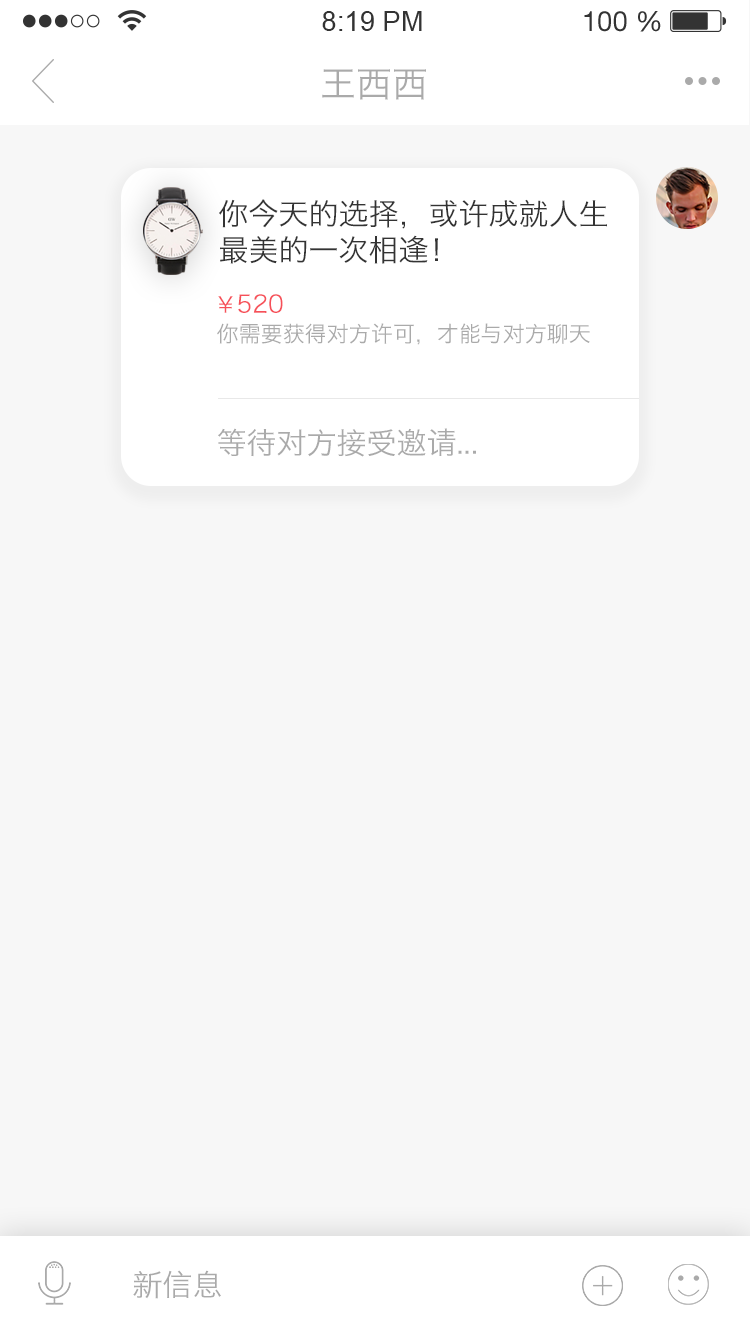 8:19 PM
100 %
王西西
你今天的选择，或许成就人生
最美的一次相逢！
¥520
你需要获得对方许可，才能与对方聊天
等待对方接受邀请...
新信息